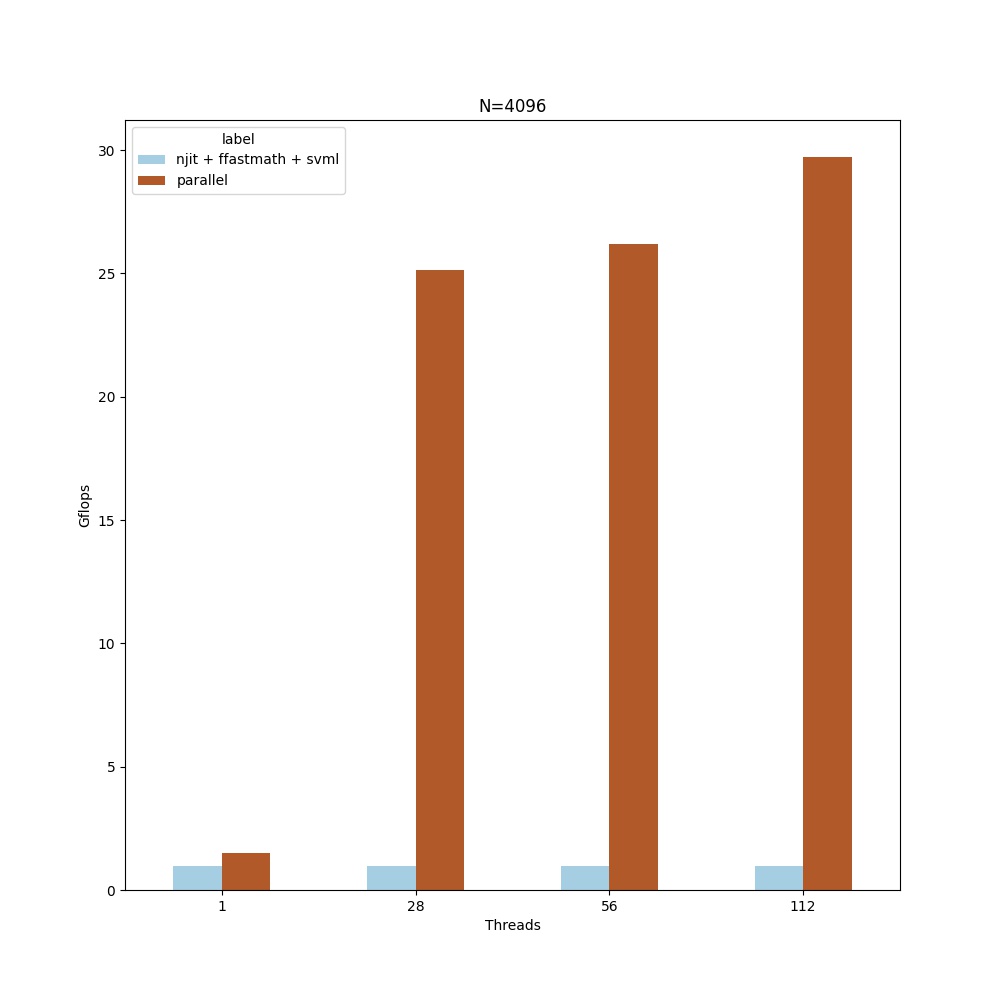 N=4096
label
njit + ffastmath + svml
parallel
30
25
20
15
10
5
0
Gflops
1 28 56 112
Threads